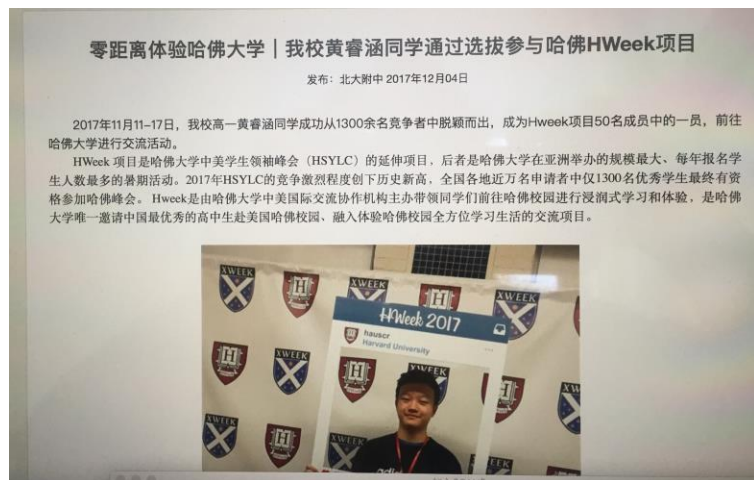 零距离体验哈佛大学｜我校黄睿涵同学通过选拔参与哈佛HWeek项目
发布：北大附中 2017年12月04日
2017年11月11-17日，我校高一黄睿涵同学成功从1300余名竞争者中脱颖而出，成为Hweek项目50名成员中的一员，前往
哈佛大学进行交流活动。
HWeek 项目是哈佛大学中美学生领袖峰会（HSYLC）的延伸项目，后者是哈佛大学在亚洲举办的规模最大、每年报名学
生人数最多的暑期活动。2017年HSYLC的竞争激烈程度创下历史新高，全国各地近万名申请者中仅1300名优秀学生最终有资
格参加哈佛峰会。 Hweek是由哈佛大学中美国际交流协作机构主办带领同学们前往哈佛校园进行浸润式学习和体验，是哈佛
大学唯一邀请中国最优秀的高中生赴美国哈佛校园、融入体验哈佛校园全方位学习生活的交流项目。
XWEEK
H
XWEEK
H
XWEEK
HWeek 2017
hauscr
Harvard University
H
XWEEK
H
XWEEK
H